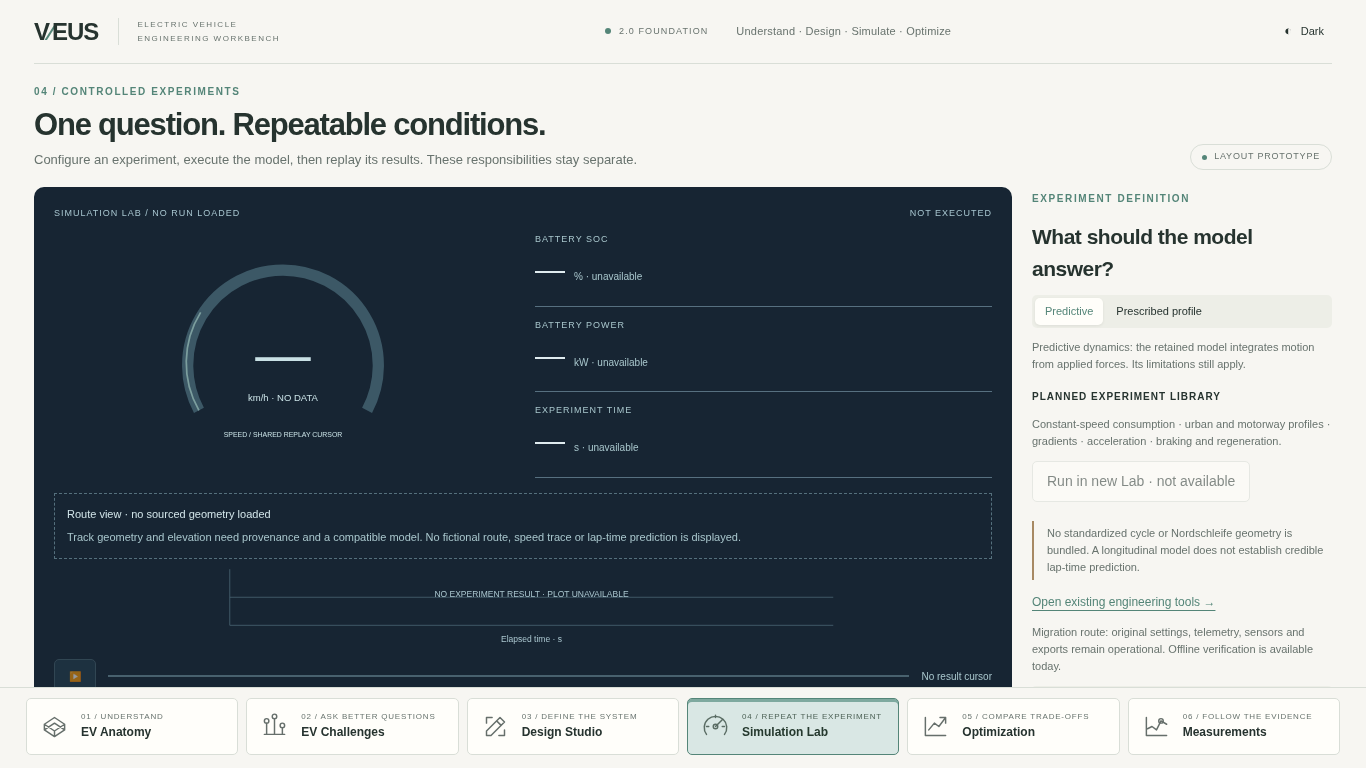 VEUS
ELECTRIC VEHICLE
ENGINEERING WORKBENCH
2.0 FOUNDATION
Understand · Design · Simulate · Optimize
Dark
04 / CONTROLLED EXPERIMENTS
One question. Repeatable conditions.
Configure an experiment, execute the model, then replay its results. These responsibilities stay separate.
LAYOUT PROTOTYPE
SIMULATION LAB / NO RUN LOADED
NOT EXECUTED
— 
km/h · NO DATA
SPEED / SHARED REPLAY CURSOR
BATTERY SOC
— % · unavailable
BATTERY POWER
— kW · unavailable
EXPERIMENT TIME
— s · unavailable
Route view · no sourced geometry loaded
Track geometry and elevation need provenance and a compatible model. No fictional route, speed trace or lap-time prediction is displayed.
NO EXPERIMENT RESULT · PLOT UNAVAILABLE
Elapsed time · s
No result cursor
EXPERIMENT DEFINITION
What should the model
answer?
Predictive
Prescribed profile
Predictive dynamics: the retained model integrates motion
from applied forces. Its limitations still apply.
PLANNED EXPERIMENT LIBRARY
Constant-speed consumption · urban and motorway profiles ·
gradients · acceleration · braking and regeneration.
Run in new Lab · not available
No standardized cycle or Nordschleife geometry is
bundled. A longitudinal model does not establish credible
lap-time prediction.
Open existing engineering tools →
Migration route: original settings, telemetry, sensors and
exports remain operational. Offline verification is available
today.
01 / UNDERSTAND
EV Anatomy
02 / ASK BETTER QUESTIONS
EV Challenges
03 / DEFINE THE SYSTEM
Design Studio
04 / REPEAT THE EXPERIMENT
Simulation Lab
05 / COMPARE TRADE-OFFS
Optimization
06 / FOLLOW THE EVIDENCE
Measurements